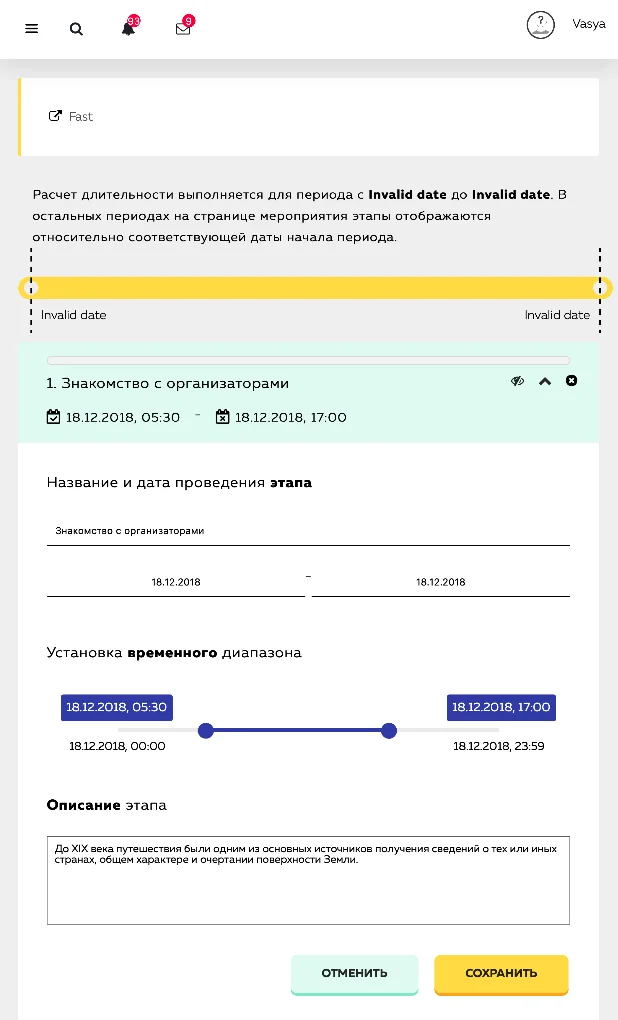 93
9
?
Vasya
Fast
Расчет длительности выполняется для периода с Invalid date до Invalid date. В
остальных периодах на странице мероприятия этапы отображаются
относительно соответствующей даты начала периода.
Invalid date
Invalid date
1. Знакомство с организаторами
18.12.2018, 05:30 - 18.12.2018, 17:00
Название и дата проведения этапа
Знакомство с организаторами
18.12.2018 - 18.12.2018
Установка временного диапазона
18.12.2018, 05:30
18.12.2018, 17:00
18.12.2018, 00:00
18.12.2018, 23:59
Описание этапа
До XIX века путешествия были одним из основных источников получения сведений о тех или иных
странах, общем характере и очертании поверхности Земли.
ОТМЕНИТЬ
СОХРАНИТЬ